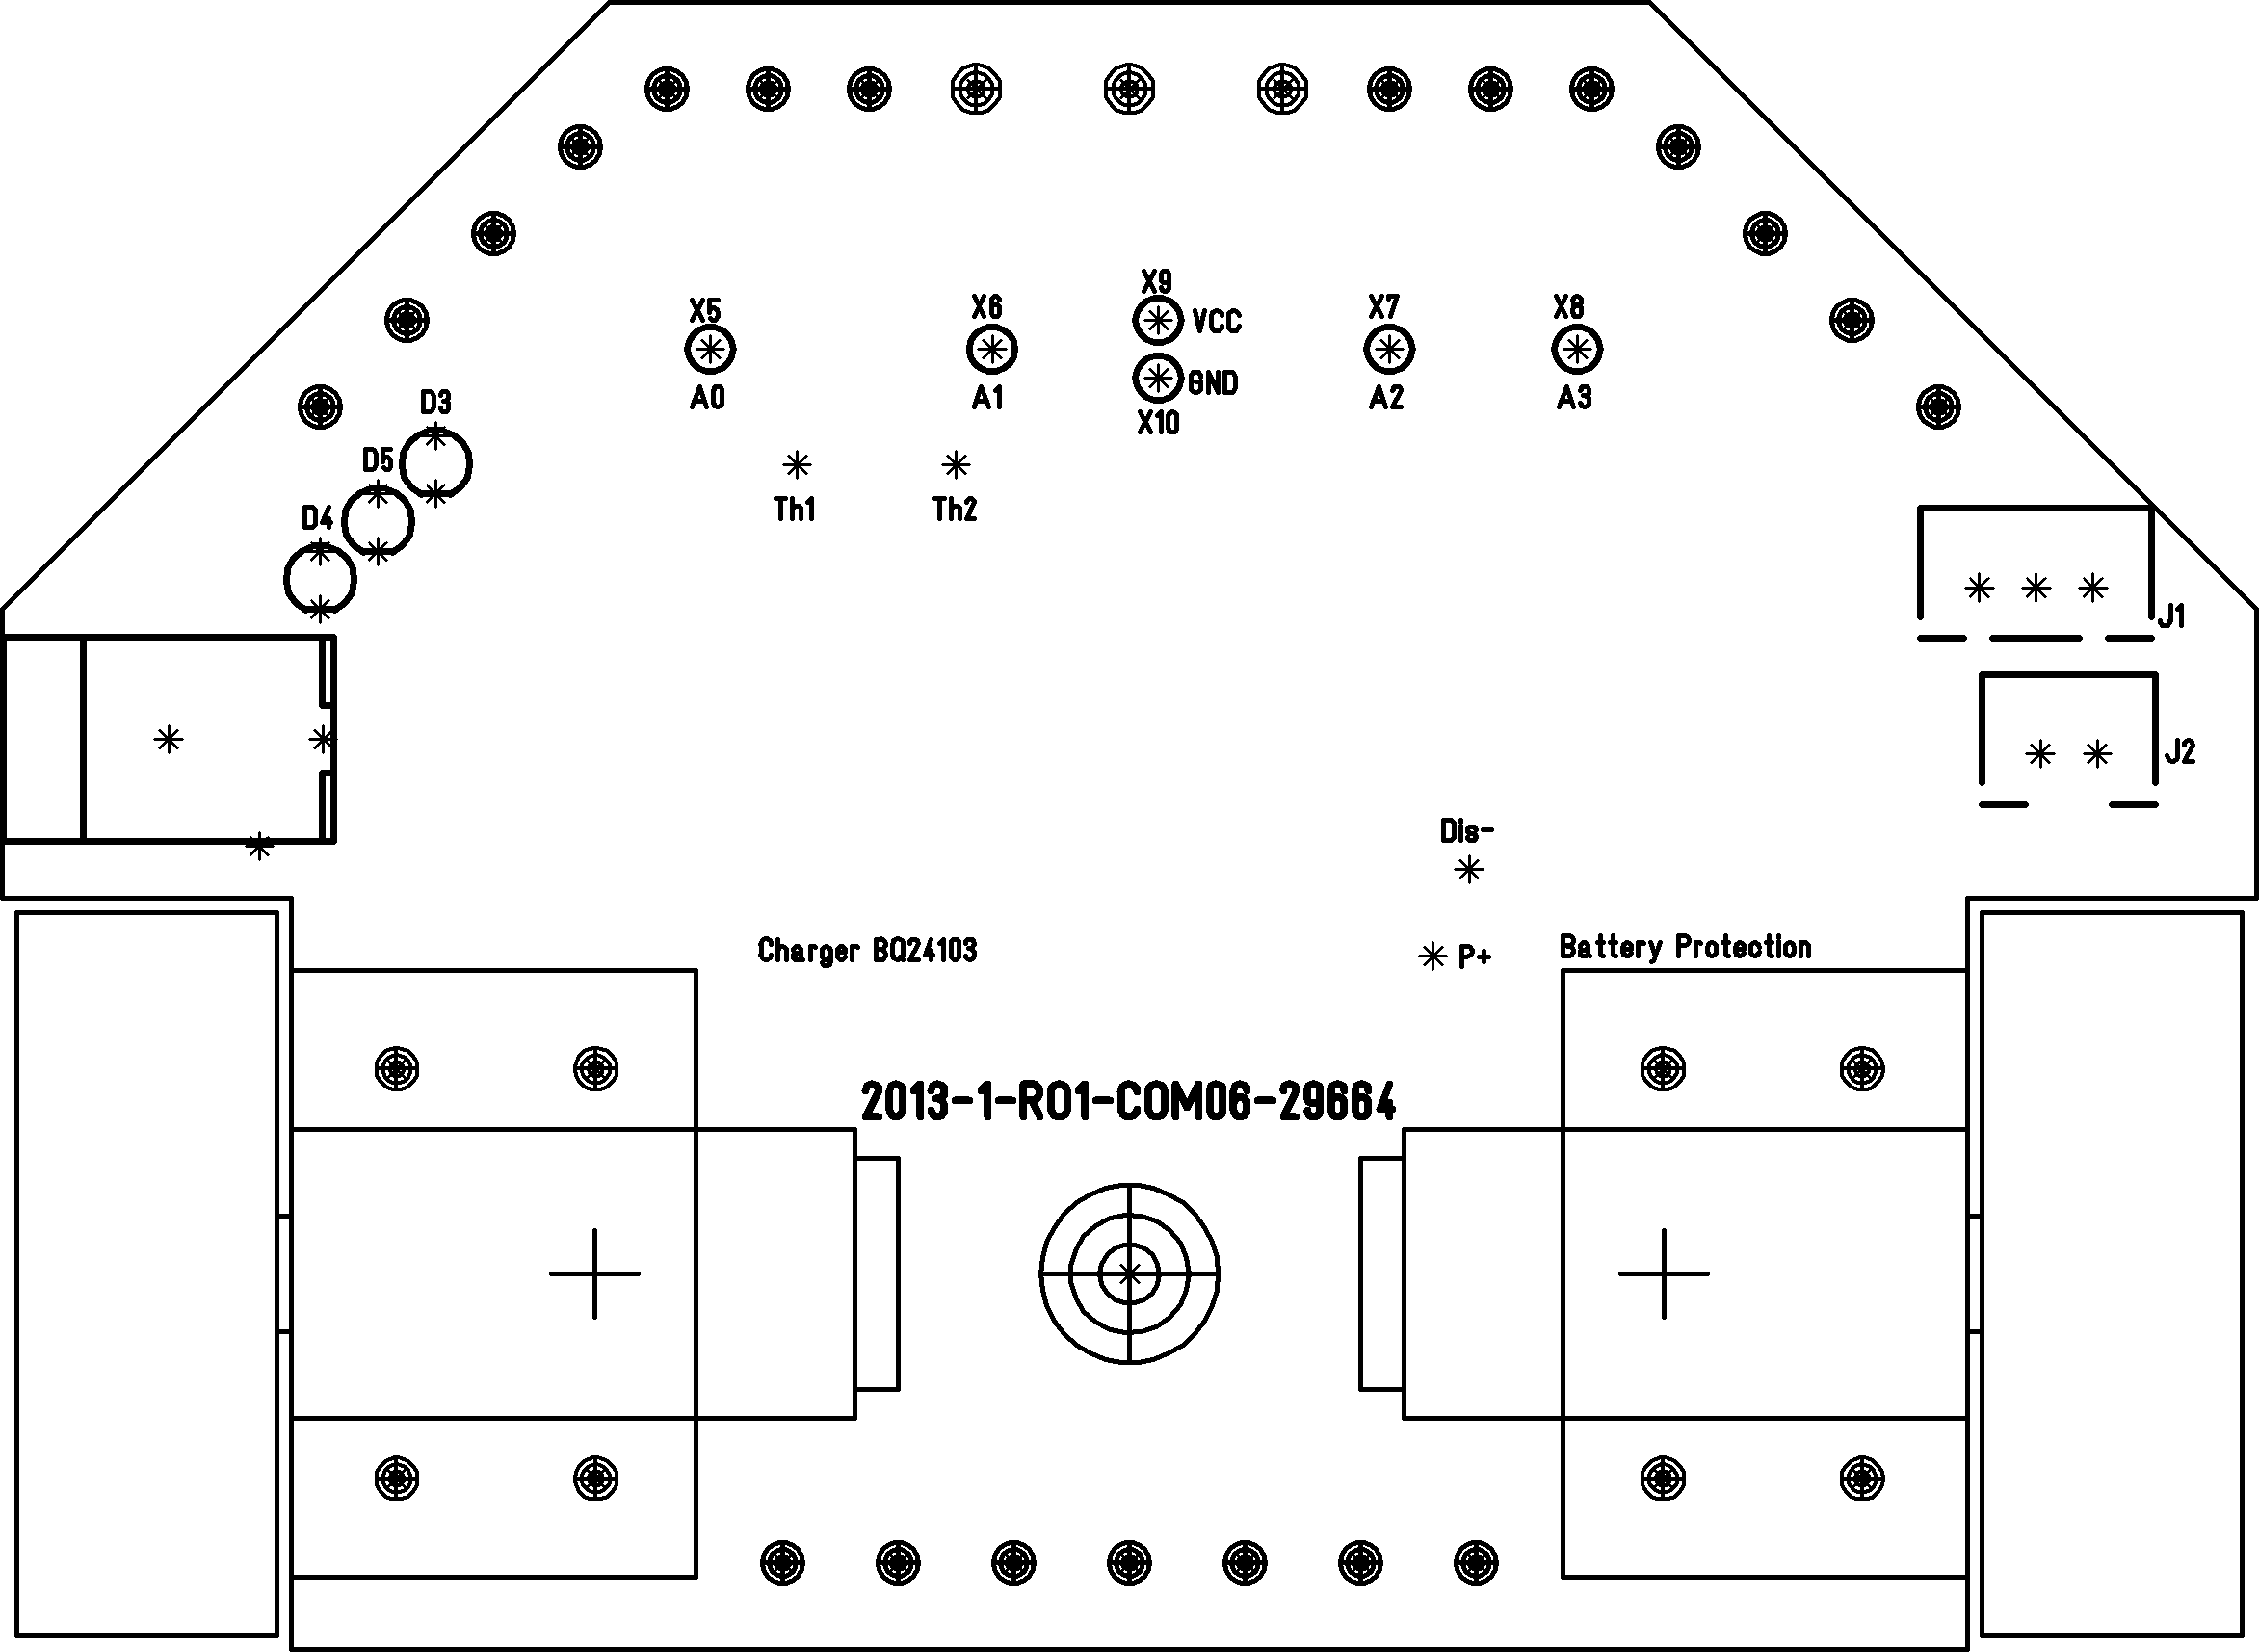 X9
X5
X6
X7
X8
VCC
GND
A0
A1
A2
A3
X10
D3
D5
D4
Th1
Th2
J1
J2
Dis-
P+
Charger BQ24103
Battery Protection
2013-1-RO1-COM06-29664